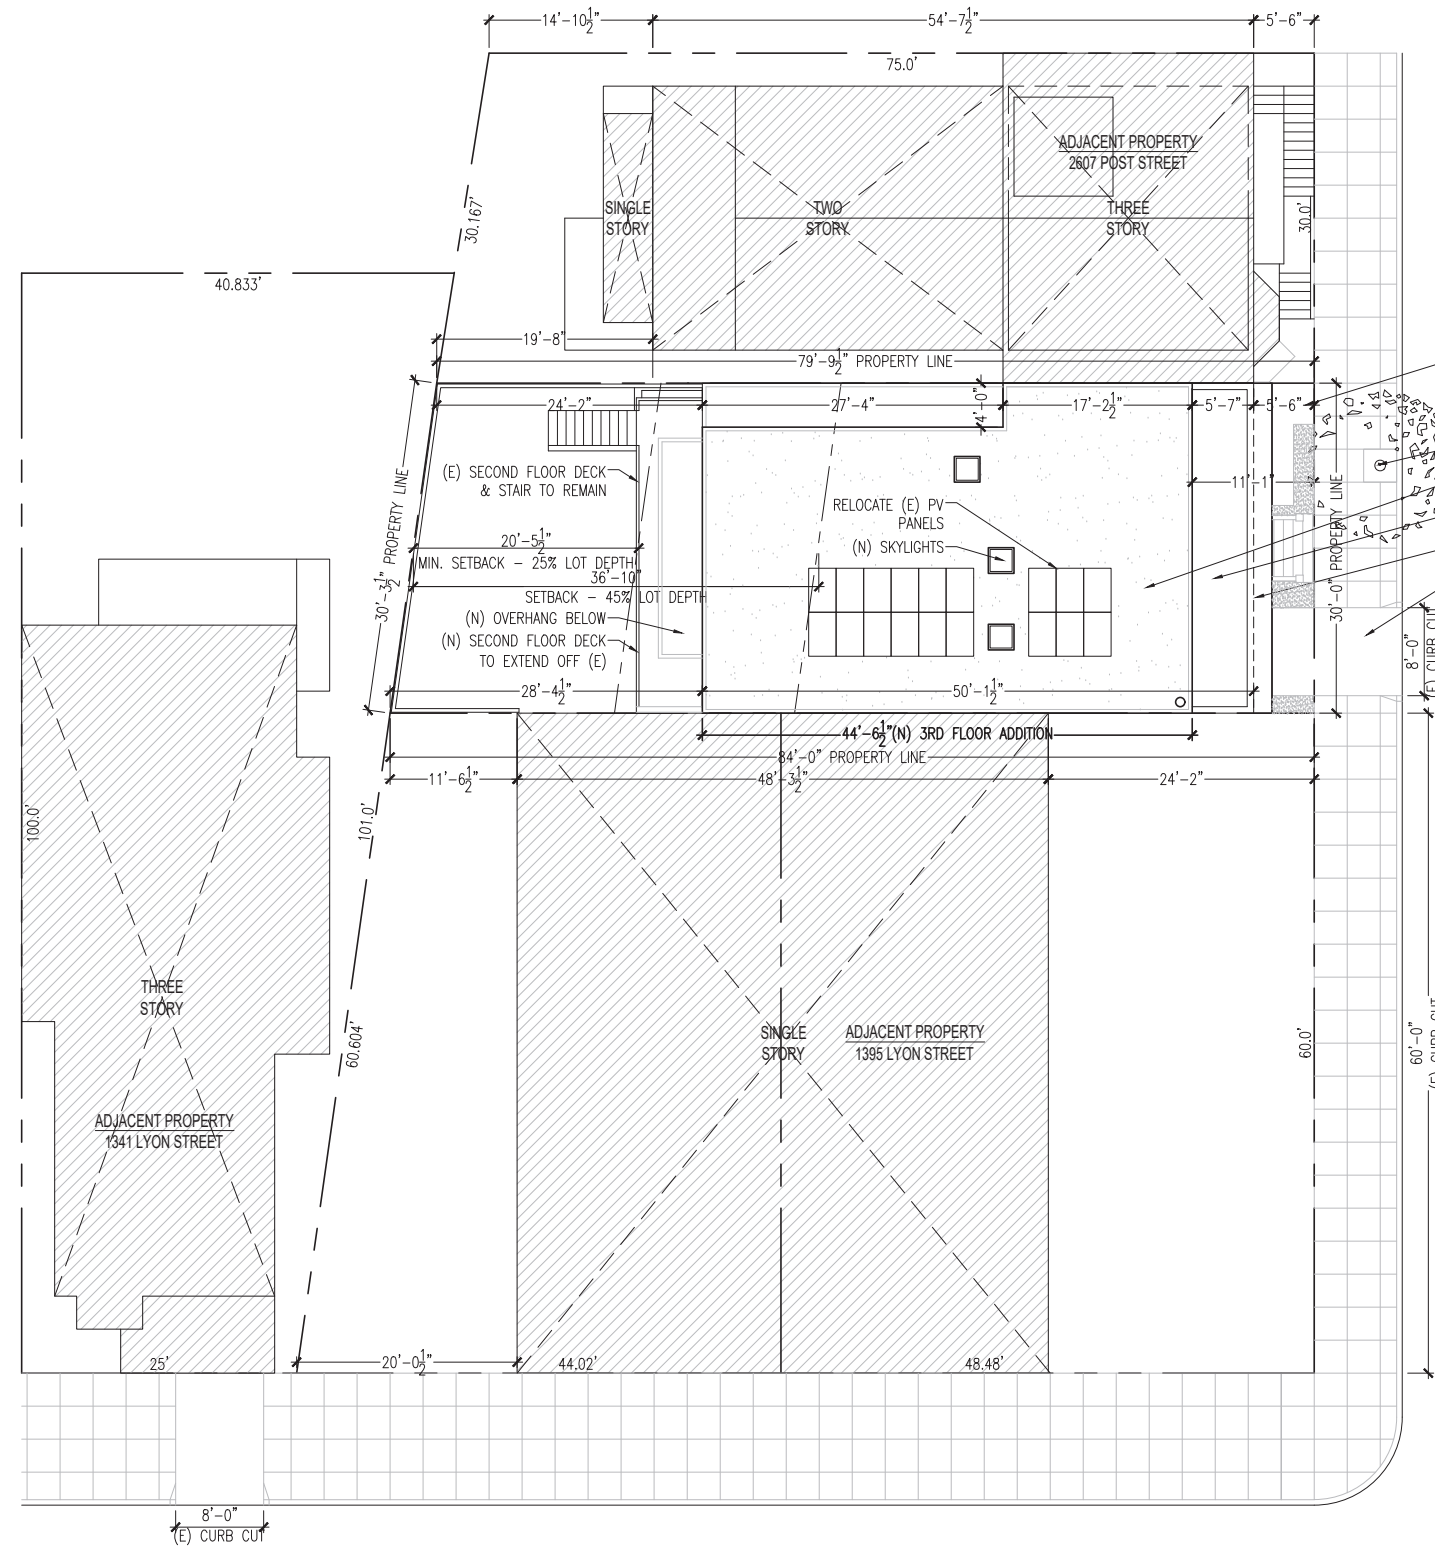 14'-10½"
54'-7½"
5'-6"
75.0'
ADJACENT PROPERTY
2607 POST STREET
SINGLE
STORY
TWO
STORY
THREE
STORY
30.167'
30.0'
40.833'
19'-8"
79'-9½" PROPERTY LINE
24'-2"
27'-4"
4'-0"
17'-2½"
5'-7"
5'-6"
(E) SECOND FLOOR DECK
& STAIR TO REMAIN
11'-1"
RELOCATE (E) PV
PANELS
(N) SKYLIGHTS
20'-5½"
MIN. SETBACK - 25% LOT DEPTH
36'-10"
SETBACK - 45% LOT DEPTH
(N) OVERHANG BELOW
(N) SECOND FLOOR DECK
TO EXTEND OFF (E)
30'-3½" PROPERTY LINE
30'-0" PROPERTY LINE
8'-0"
(E) CURB CUT
28'-4½"
50'-1½"
44'-6½"(N) 3RD FLOOR ADDITION
84'-0" PROPERTY LINE
11'-6½"
48'-3½"
24'-2"
100.0'
101.0'
THREE
STORY
SINGLE
STORY
ADJACENT PROPERTY
1395 LYON STREET
60.604'
60.0'
60'-0"
(E) CURB CUT
ADJACENT PROPERTY
1341 LYON STREET
25'
20'-0½"
44.02'
48.48'
8'-0"
(E) CURB CUT